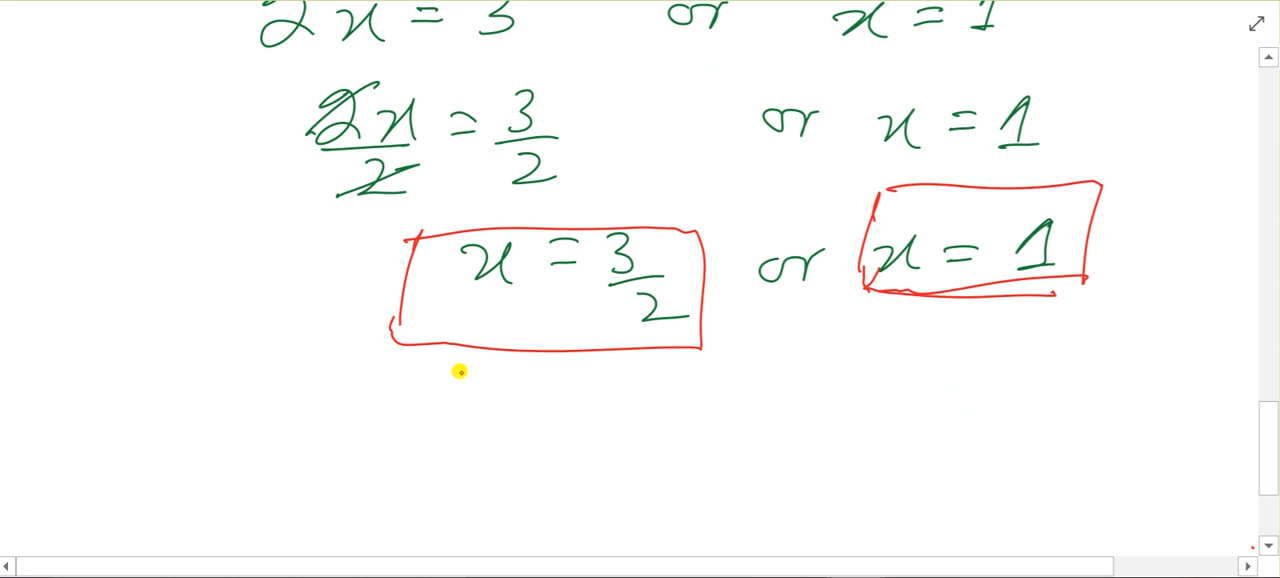 2x = 3 or x = 1
2x/2 = 3/2 or x = 1
x = 3/2 or x = 1